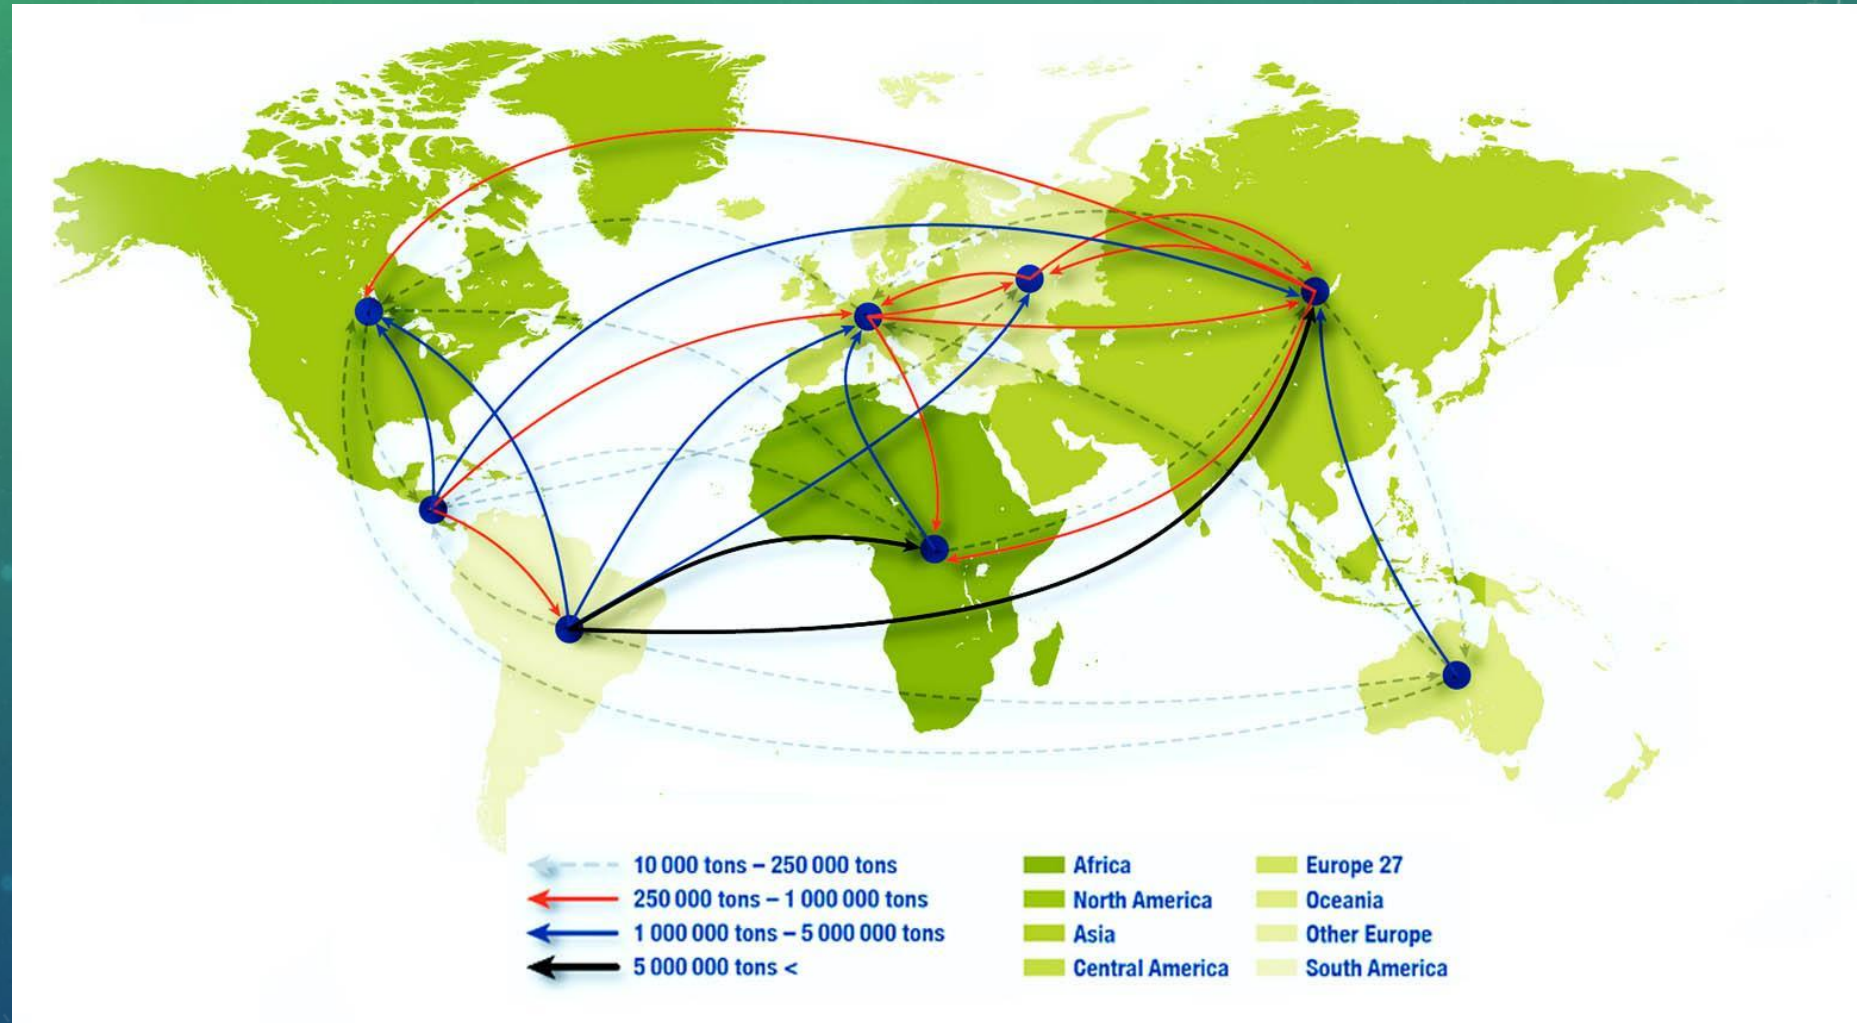 10 000 tons – 250 000 tons
250 000 tons – 1 000 000 tons
1 000 000 tons – 5 000 000 tons
5 000 000 tons <
Africa
North America
Asia
Central America
Europe 27
Oceania
Other Europe
South America